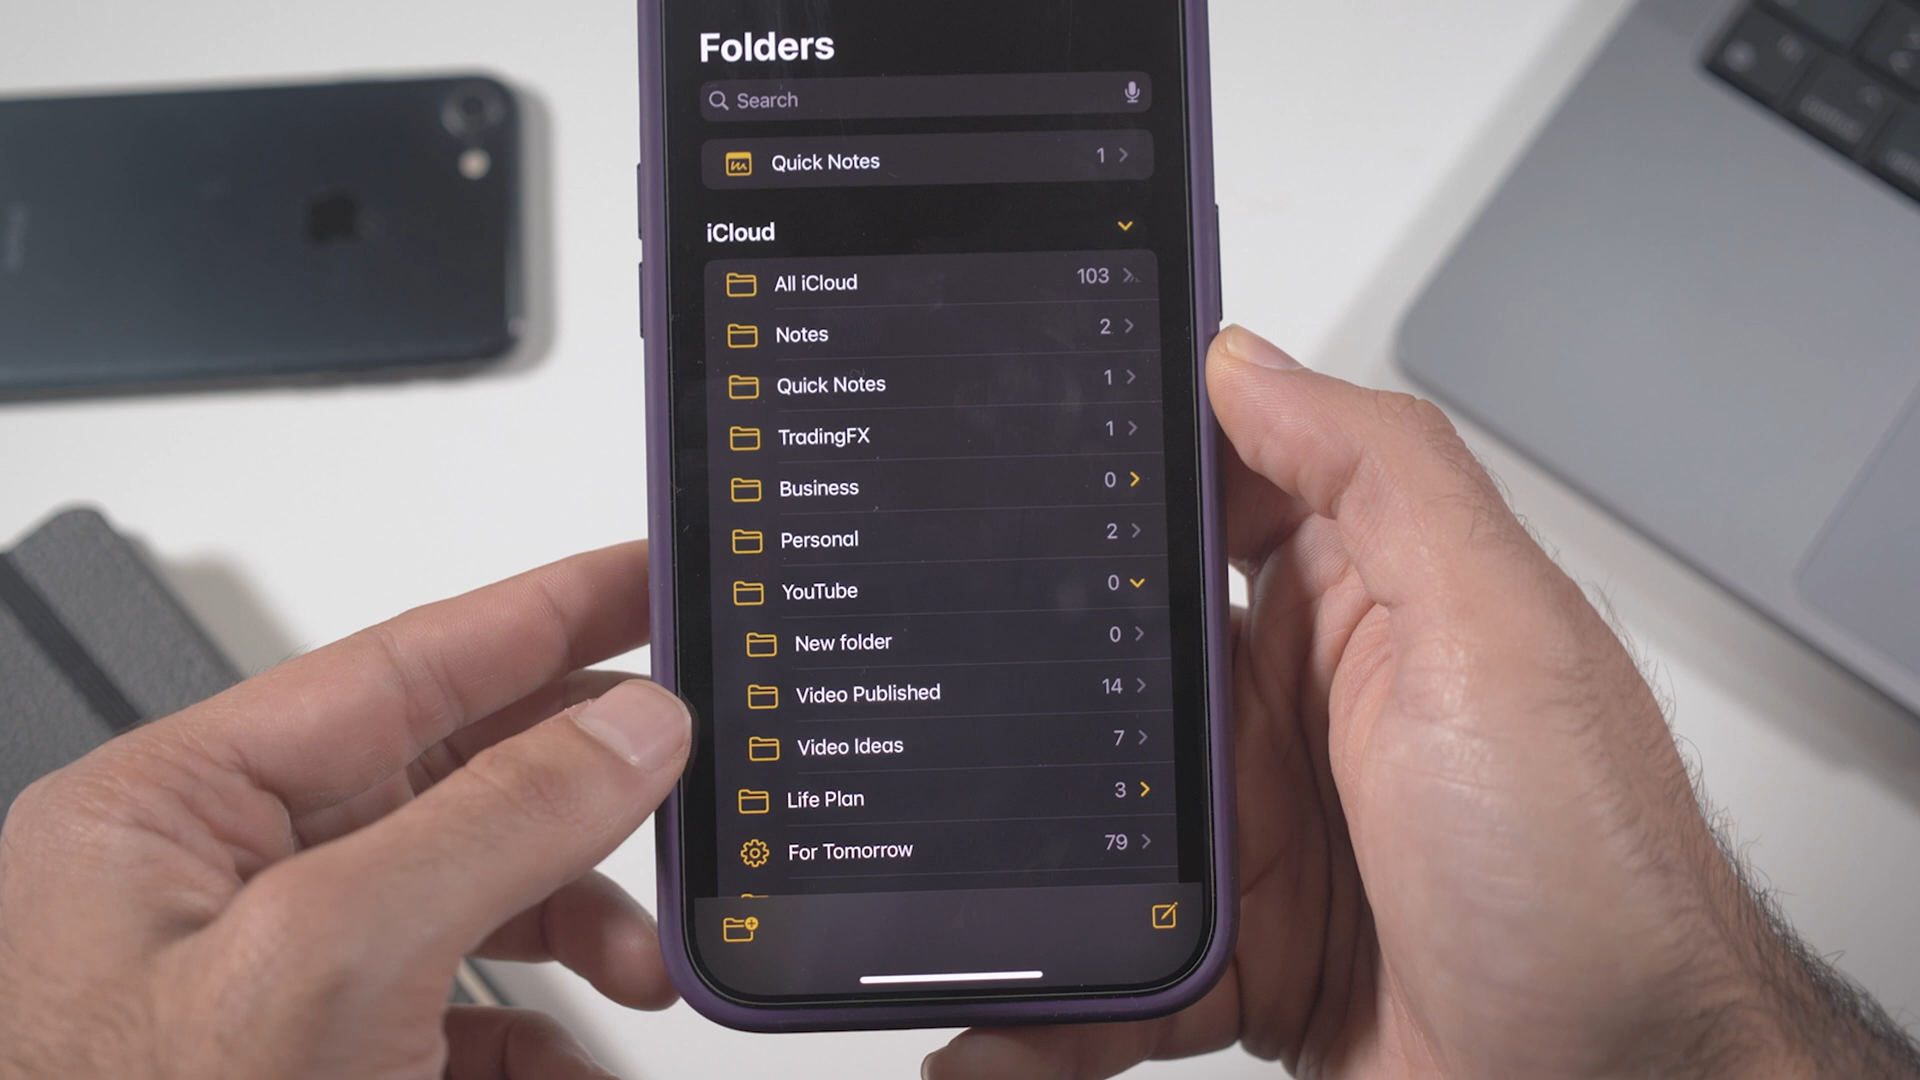 Folders
Search
Quick Notes 1
iCloud
All iCloud 103
Notes 2
Quick Notes 1
TradingFX 1
Business 0
Personal 2
YouTube 0
New folder 0
Video Published 14
Video Ideas 7
Life Plan 3
For Tomorrow 79